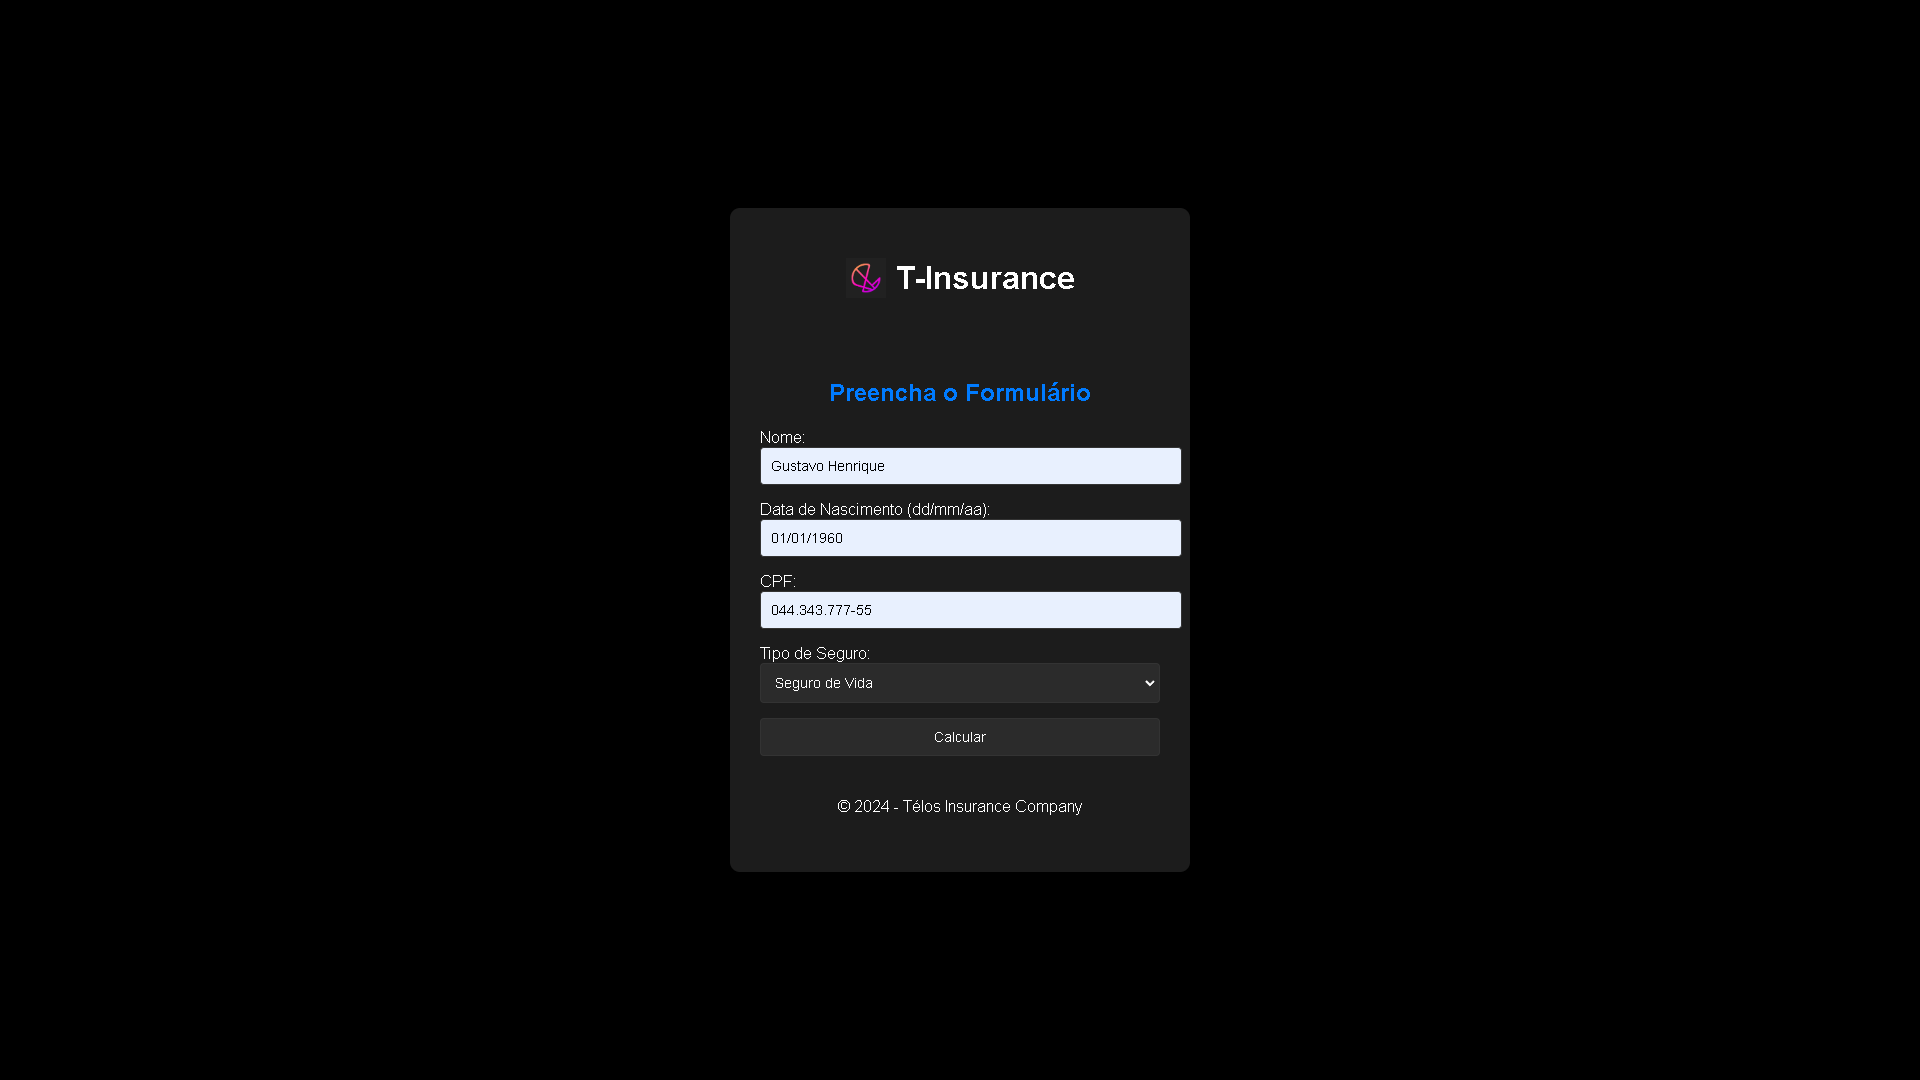 T-Insurance
Preencha o Formulário
Nome:
Gustavo Henrique
Data de Nascimento (dd/mm/aa):
01/01/1960
CPF:
044.343.777-55
Tipo de Seguro:
Seguro de Vida
Calcular
© 2024 - Télos Insurance Company